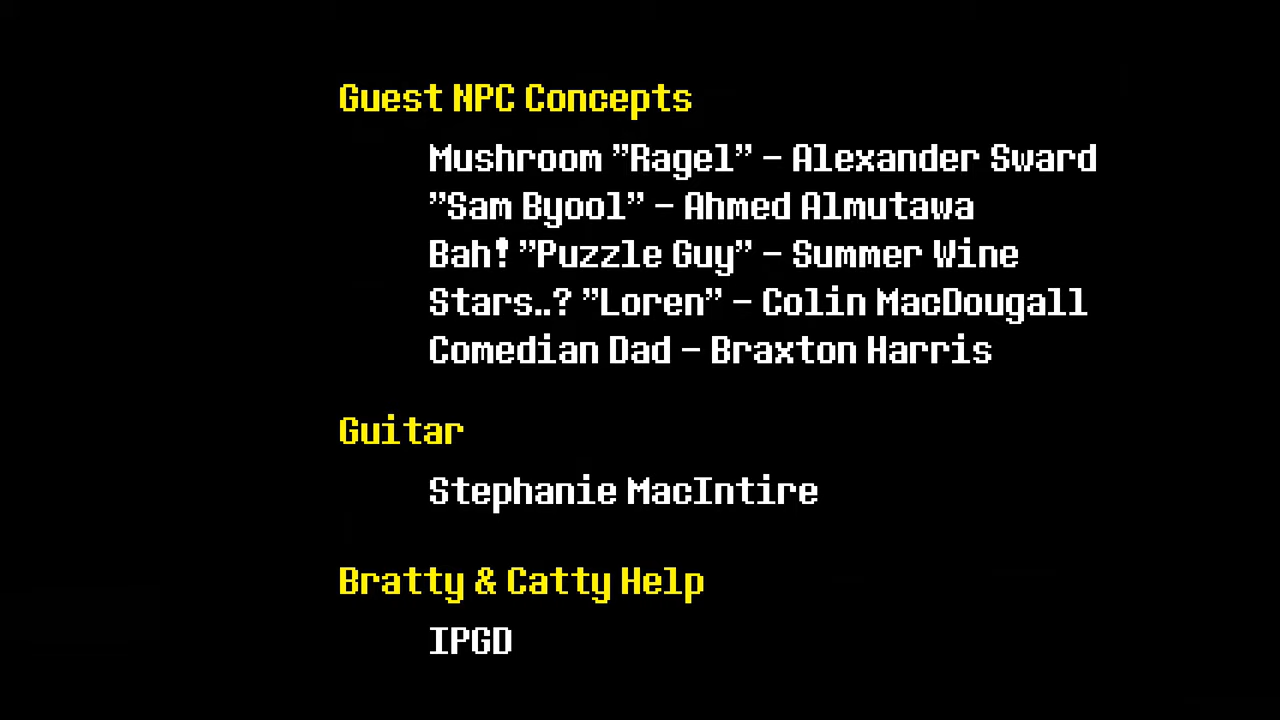 Guest NPC Concepts
Mushroom "Ragel" - Alexander Sward
"Sam Byool" - Ahmed Almutawa
Bah! "Puzzle Guy" - Summer Wine
Stars..? "Loren" - Colin MacDougall
Comedian Dad - Braxton Harris
Guitar
Stephanie MacIntire
Bratty & Catty Help
IPGD